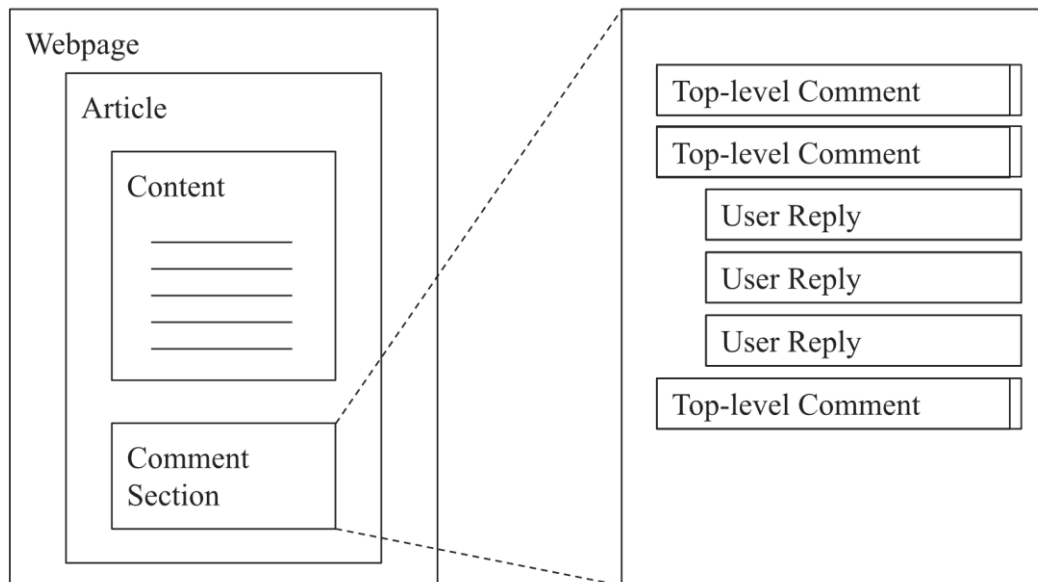 Webpage
Article
Content
Comment
Section
Top-level Comment
Top-level Comment
User Reply
User Reply
User Reply
Top-level Comment